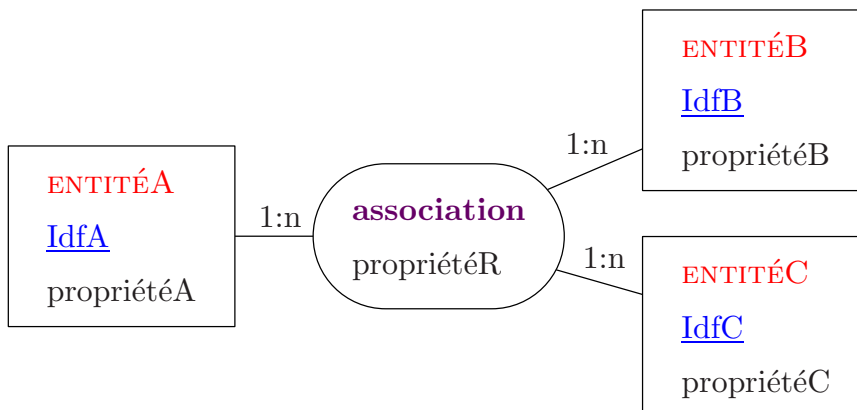 ENTITÉA
IdfA
propriétéA
1:n
association
propriétéR
1:n
ENTITÉB
IdfB
propriétéB
1:n
ENTITÉC
IdfC
propriétéC